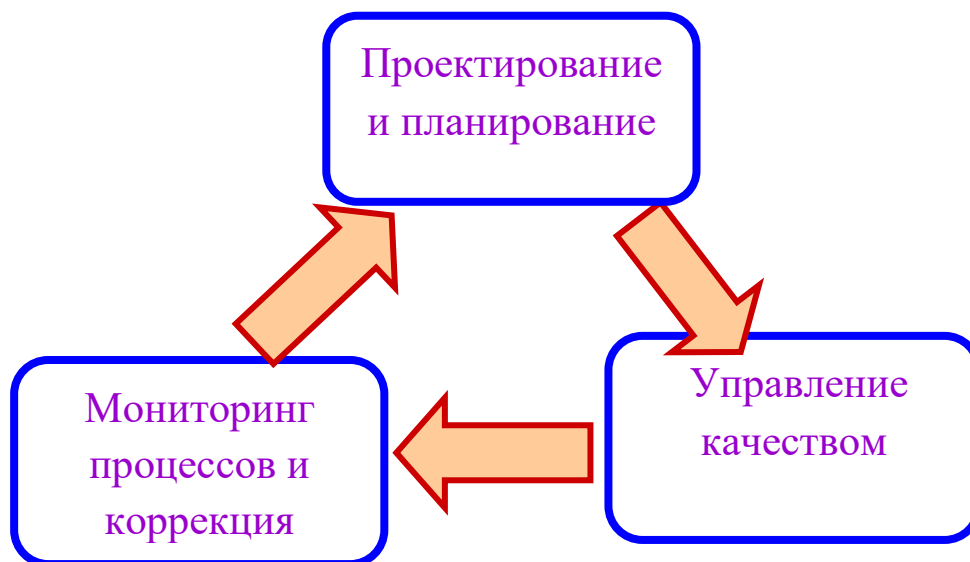 Проектирование
и планирование
Управление
качеством
Мониторинг
процессов и
коррекция